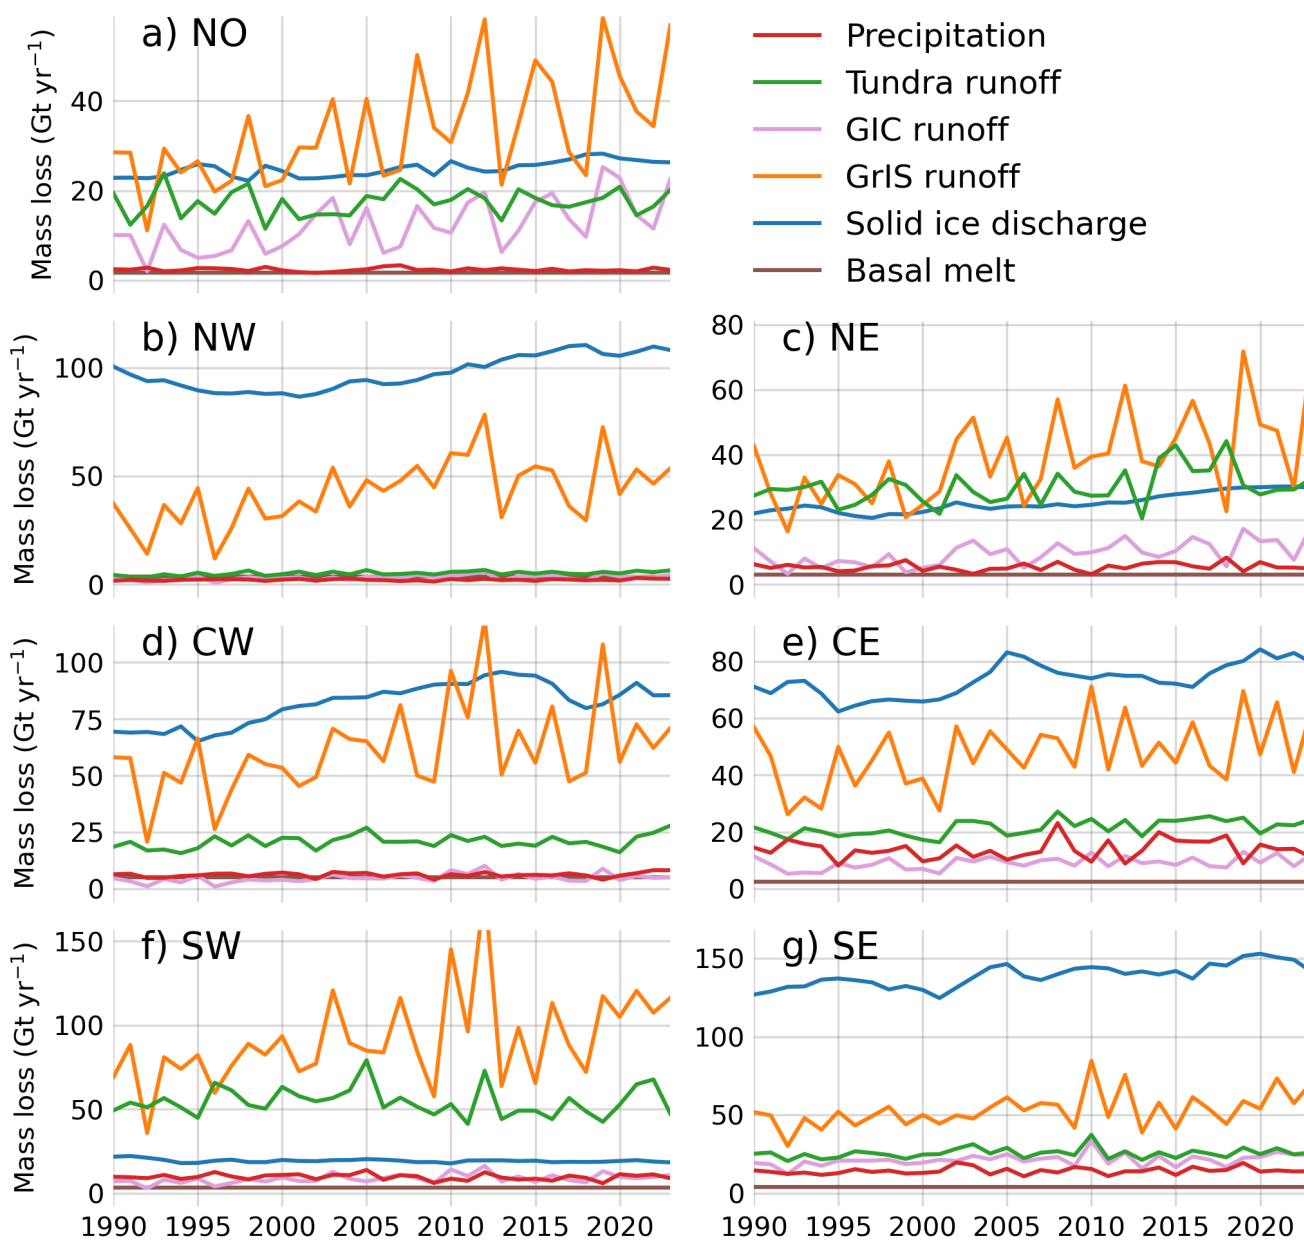 a) NO
Mass loss (Gt yr⁻¹)
40
20
0
Precipitation
Tundra runoff
GIC runoff
GrIS runoff
Solid ice discharge
Basal melt
b) NW
Mass loss (Gt yr⁻¹)
100
50
0
c) NE
80
60
40
20
0
d) CW
Mass loss (Gt yr⁻¹)
100
75
50
25
0
e) CE
80
60
40
20
0
f) SW
Mass loss (Gt yr⁻¹)
150
100
50
0
1990 1995 2000 2005 2010 2015 2020
g) SE
150
100
50
0
1990 1995 2000 2005 2010 2015 2020